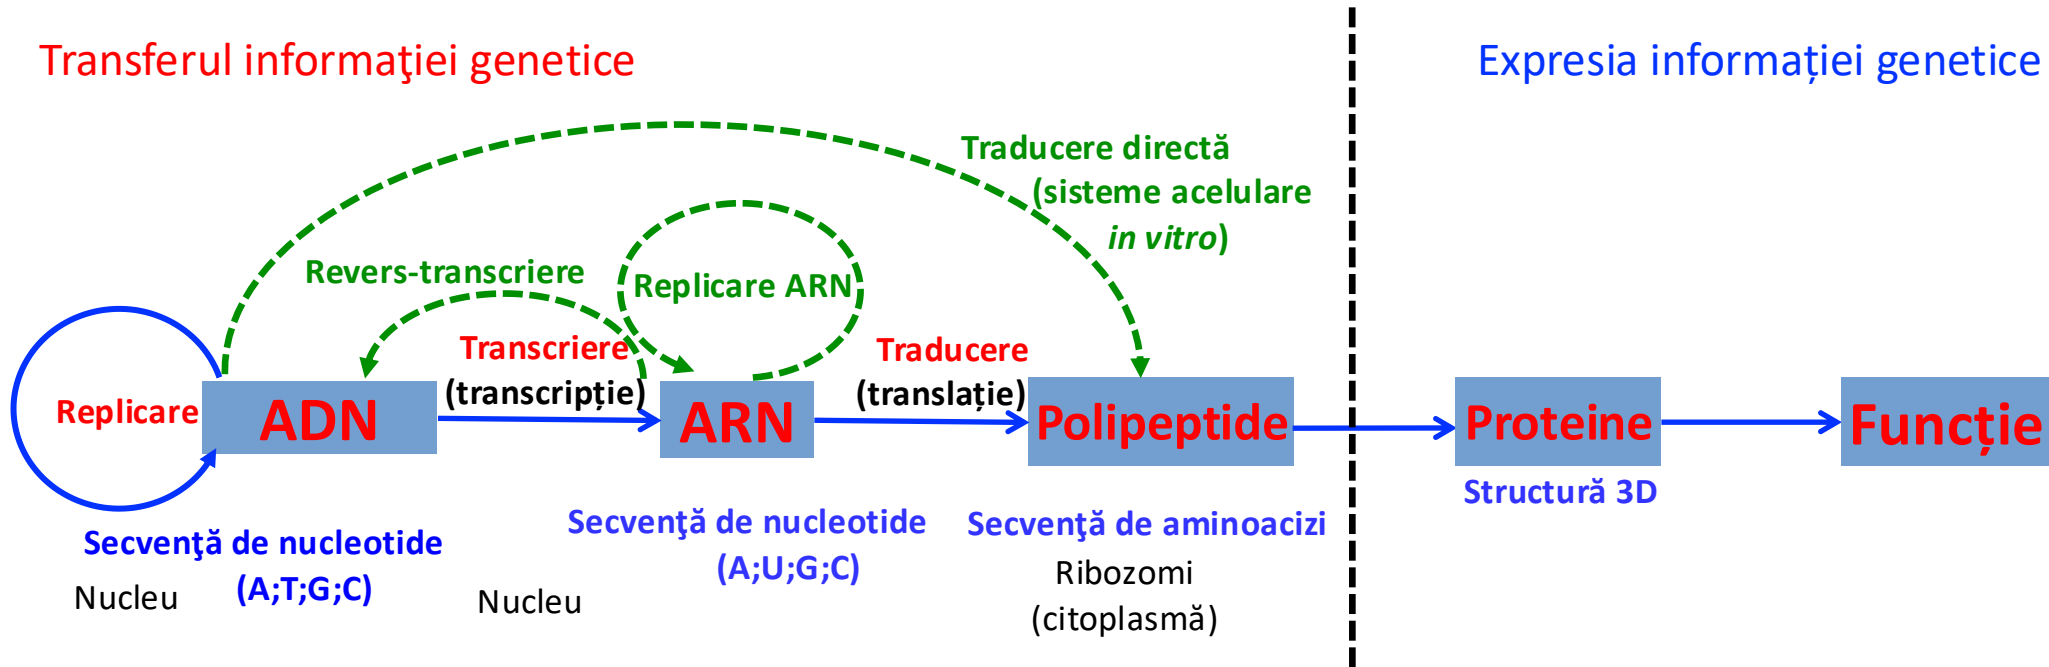 Transferul informaţiei genetice
Expresia informației genetice
Traducere directă
(sisteme acelulare
in vitro)
Revers-transcriere
Replicare ARN
Transcriere
(transcripție)
Traducere
(translație)
Replicare
ADN
ARN
Polipeptide
Proteine
Funcție
Structură 3D
Secvenţă de nucleotide
(A;T;G;C)
Nucleu
Nucleu
Secvenţă de nucleotide
(A;U;G;C)
Secvenţă de aminoacizi
Ribozomi
(citoplasmă)